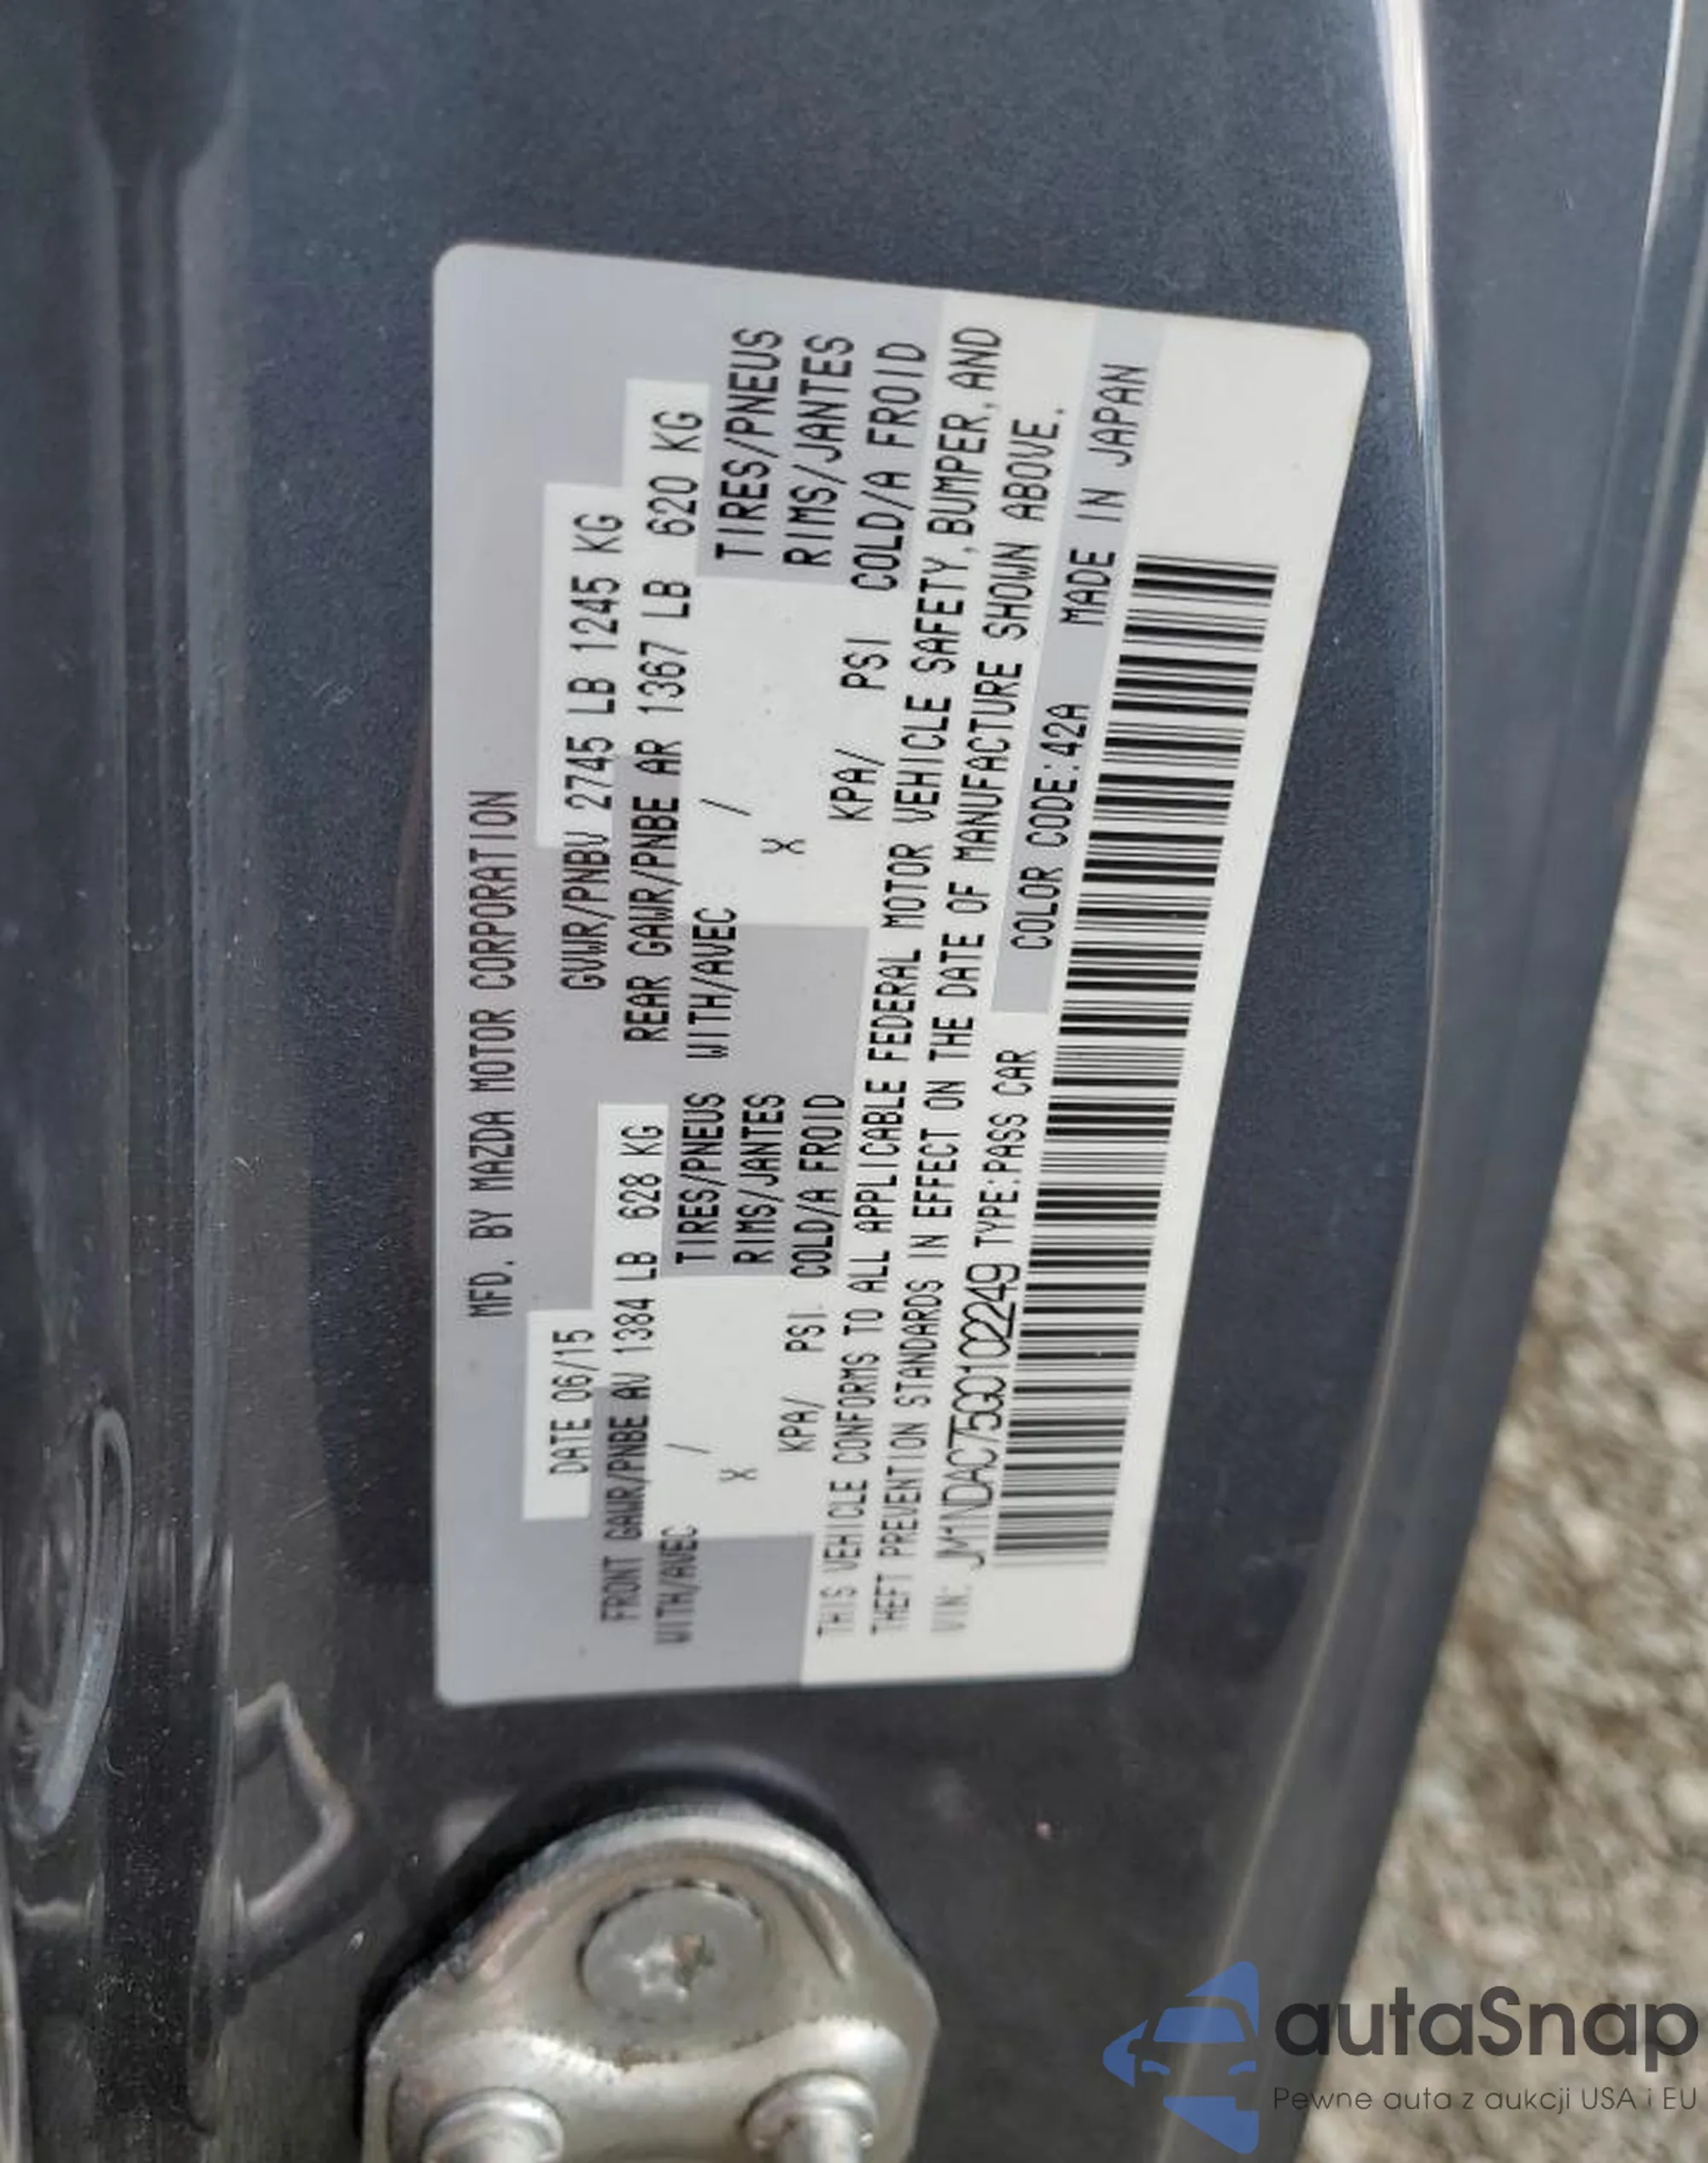 MFD. BY MAZDA MOTOR CORPORATION
DATE 06/15 GVWR/PNBV 2745 LB 1245 KG
FRONT GAWR/PNBE AV 1384 LB 628 KG REAR GAWR/PNBE AR 1367 LB 620 KG
WITH/AVEC / TIRES/PNEUS WITH/AVEC / TIRES/PNEUS
X RIMS/JANTES X RIMS/JANTES
KPA/ PSI. COLD/A FROID KPA/ PSI COLD/A FROID
THIS VEHICLE CONFORMS TO ALL APPLICABLE FEDERAL MOTOR VEHICLE SAFETY, BUMPER, AND
THEFT PREVENTION STANDARDS IN EFFECT ON THE DATE OF MANUFACTURE SHOWN ABOVE.
VIN: JM1NDAC75G0102249 TYPE:PASS CAR COLOR CODE:42A MADE IN JAPAN
autaSnap
Pewne auta z aukcji USA i EU